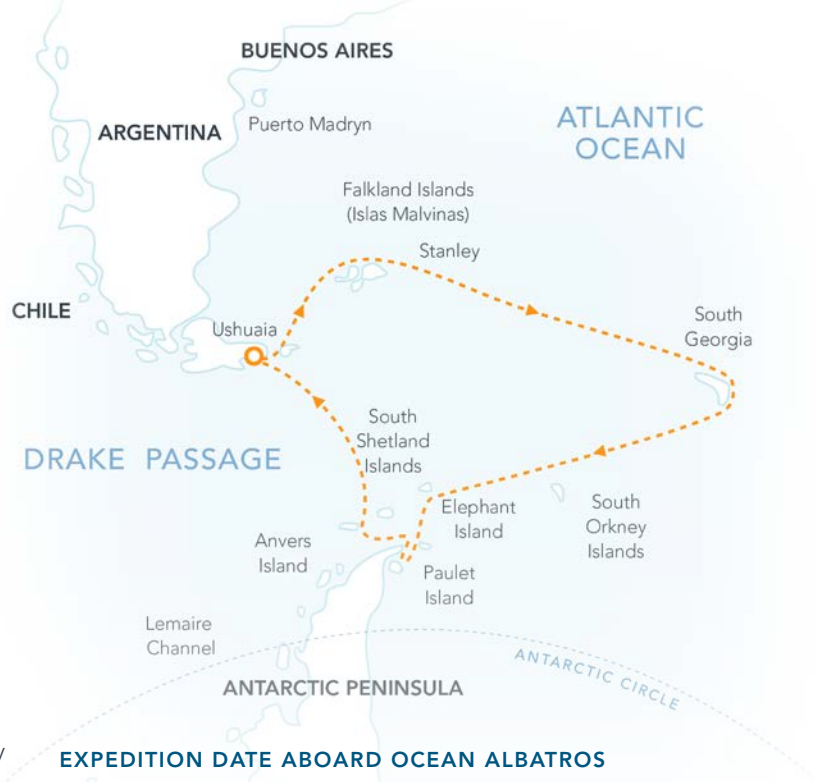 BUENOS AIRES
ATLANTIC
OCEAN
ARGENTINA
Puerto Madryn
Falkland Islands
(Islas Malvinas)
Stanley
CHILE
Ushuaia
South
Georgia
South
Shetland
Islands
DRAKE PASSAGE
Elephant
Island
South
Orkney
Islands
Anvers
Island
Paulet
Island
Lemaire
Channel
ANTARCTIC CIRCLE
ANTARCTIC PENINSULA
EXPEDITION DATE ABOARD OCEAN ALBATROS